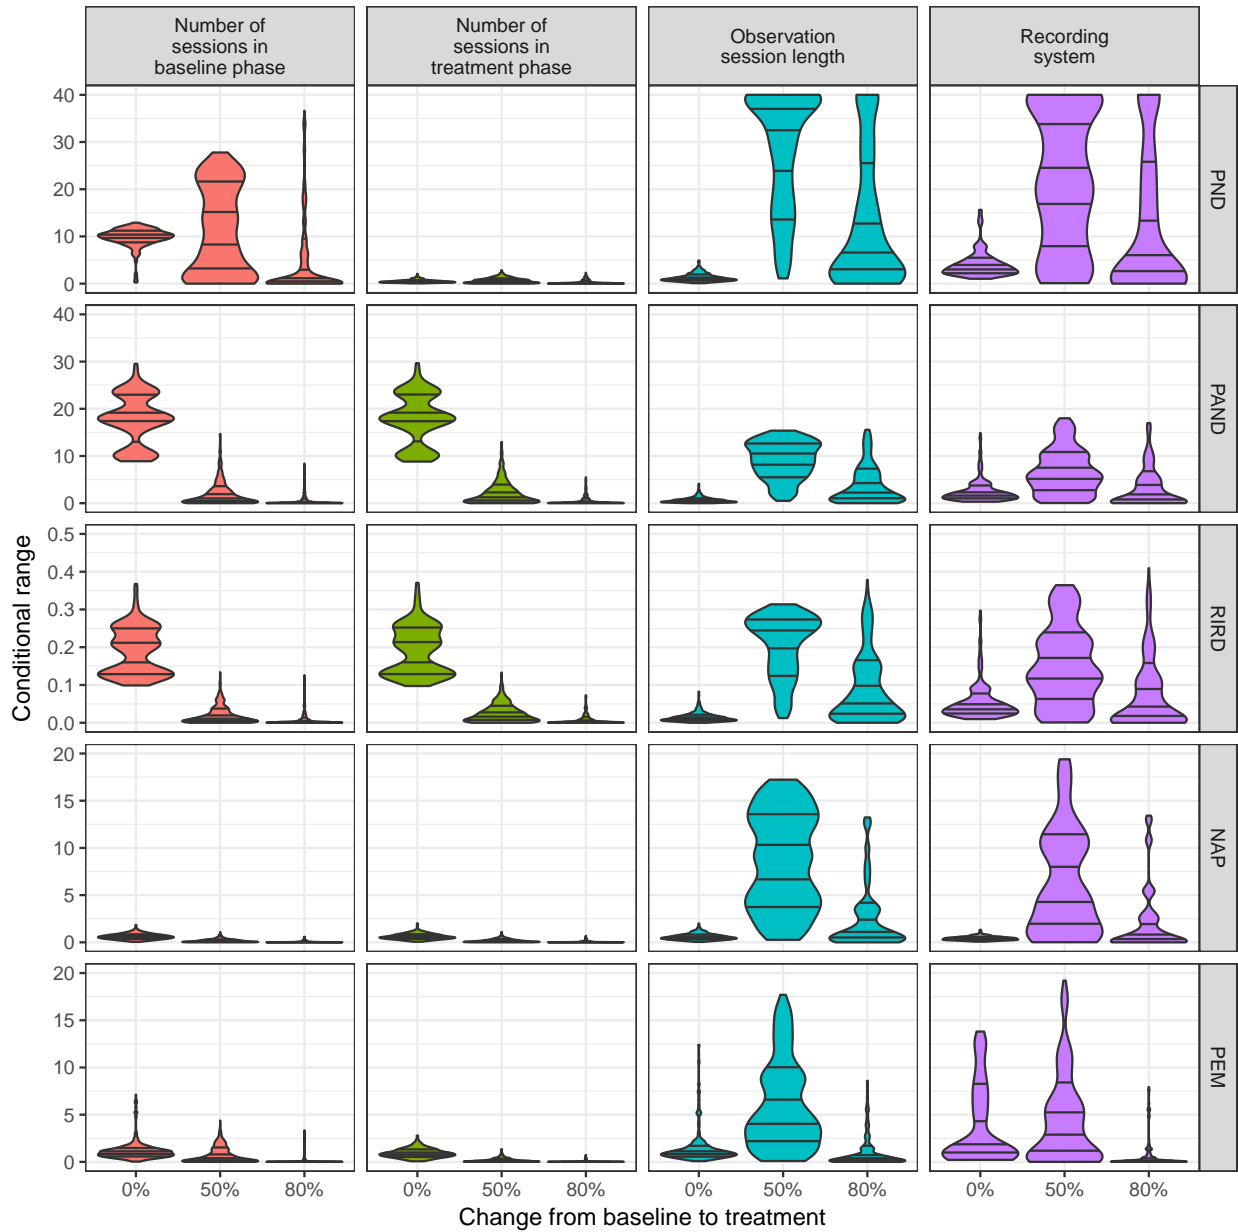 Number of
sessions in
baseline phase
Number of
sessions in
treatment phase
Observation
session length
Recording
system
40
30
20
10
0
PND
40
30
20
10
0
PAND
0.5
0.4
0.3
0.2
0.1
0.0
RIRD
20
15
10
5
0
NAP
20
15
10
5
0
PEM
Conditional range
0% 50% 80% 0% 50% 80% 0% 50% 80% 0% 50% 80%
Change from baseline to treatment